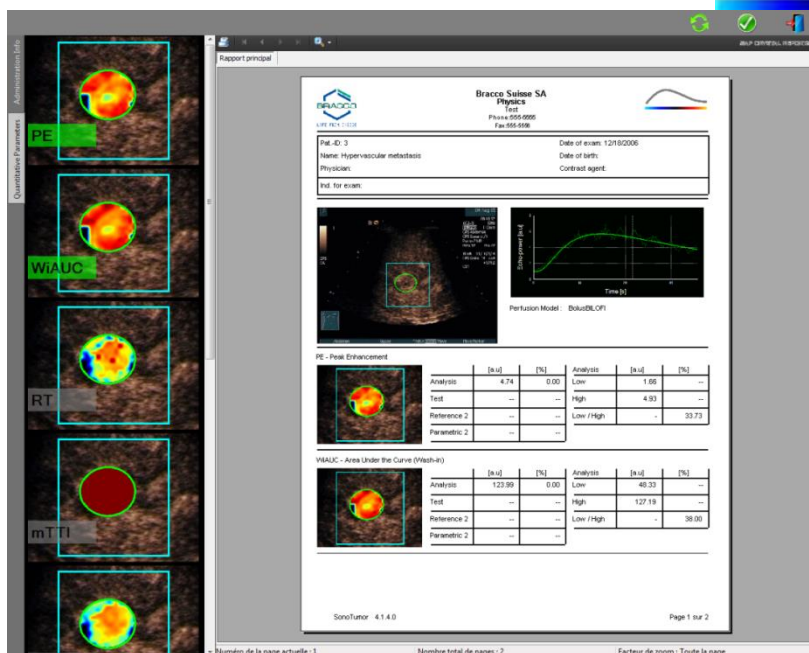 SAP CRYSTAL REPORTS
Administration Info
Quantitative Parameters
PE
WiAUC
RT
mTTI
Rapport principal
BRACCO
LIFE FROM INSIDE
Bracco Suisse SA
Physics
Test
Phone:555-5555
Fax:555-5556
Pat.-ID: 3
Date of exam: 12/18/2006
Name: Hypervascular metastasis
Date of birth:
Physician:
Contrast agent:
Ind. for exam:
Echo-power [a.u]
Time [s]
Perfusion Model : BolusBILOFI
PE - Peak Enhancement
[a.u] [%] Analysis [a.u] [%]
Analysis 4.74 0.00 Low 1.66 --
Test -- -- High 4.93 --
Reference 2 -- -- Low / High - 33.73
Parametric 2 -- --
WiAUC - Area Under the Curve (Wash-in)
[a.u] [%] Analysis [a.u] [%]
Analysis 123.99 0.00 Low 48.33 --
Test -- -- High 127.19 --
Reference 2 -- -- Low / High - 38.00
Parametric 2 -- --
SonoTumor 4.1.4.0
Page 1 sur 2
Numéro de la page actuelle : 1
Nombre total de pages : 2
Facteur de zoom : Toute la page